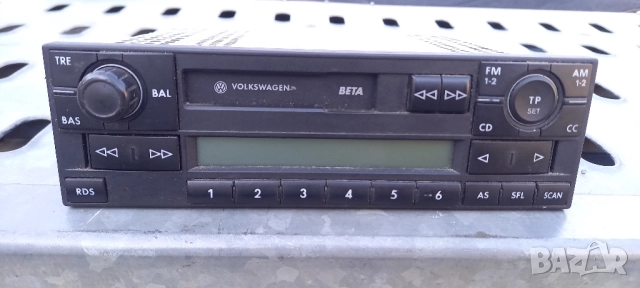 TRE
BAL
BAS
VOLKSWAGEN
BETA
FM
1-2
AM
1-2
TP
SET
CD
CC
RDS
1 2 3 4 5 6
AS SFL SCAN
BAZAR